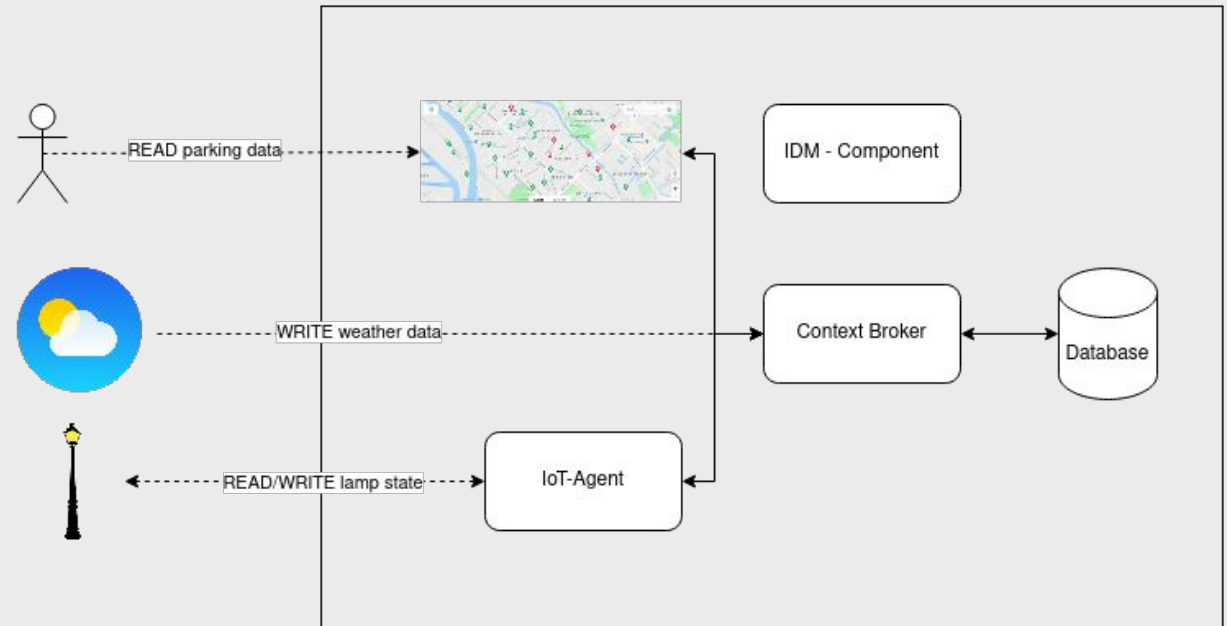 READ parking data
IDM - Component
WRITE weather data
Context Broker
Database
READ/WRITE lamp state
IoT-Agent